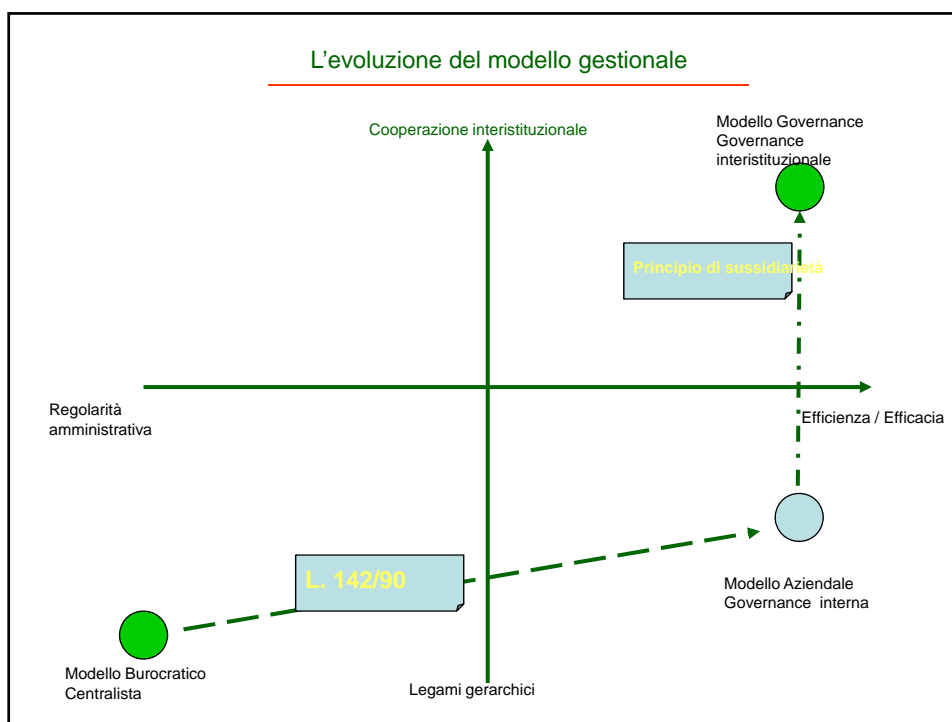 L'evoluzione del modello gestionale
Cooperazione interistituzionale
Modello Governance
Governance
interistituzionale
Principio di sussidiarietà
Regolarità
amministrativa
Efficienza / Efficacia
L. 142/90
Modello Aziendale
Governance interna
Modello Burocratico
Centralista
Legami gerarchici